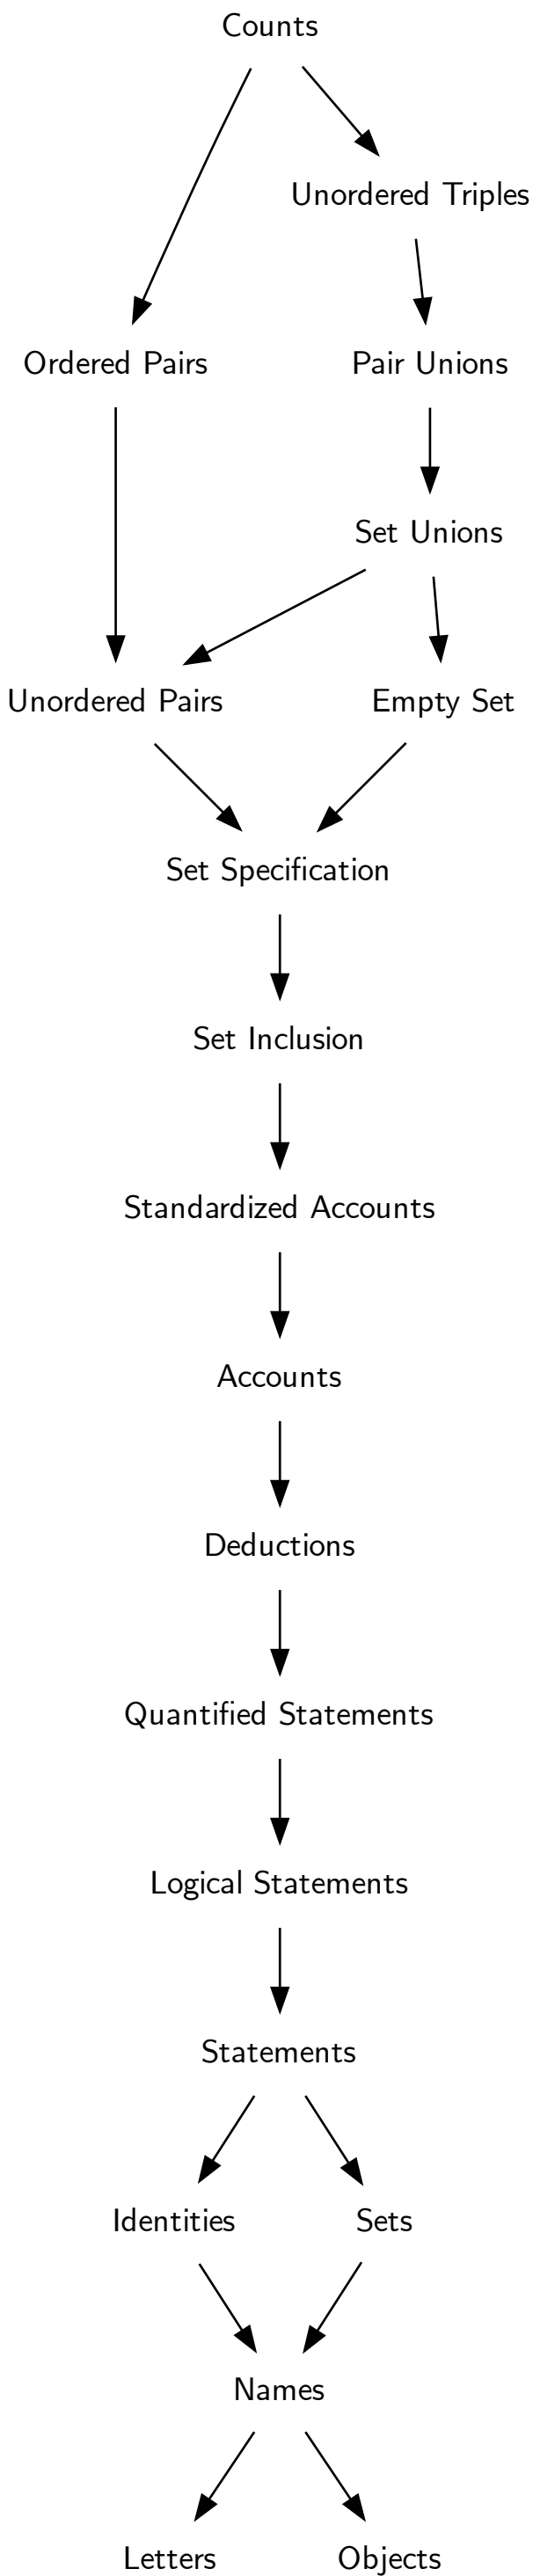 Counts
Unordered Triples
Ordered Pairs
Pair Unions
Set Unions
Unordered Pairs
Empty Set
Set Specification
Set Inclusion
Standardized Accounts
Accounts
Deductions
Quantified Statements
Logical Statements
Statements
Identities
Sets
Names
Letters
Objects